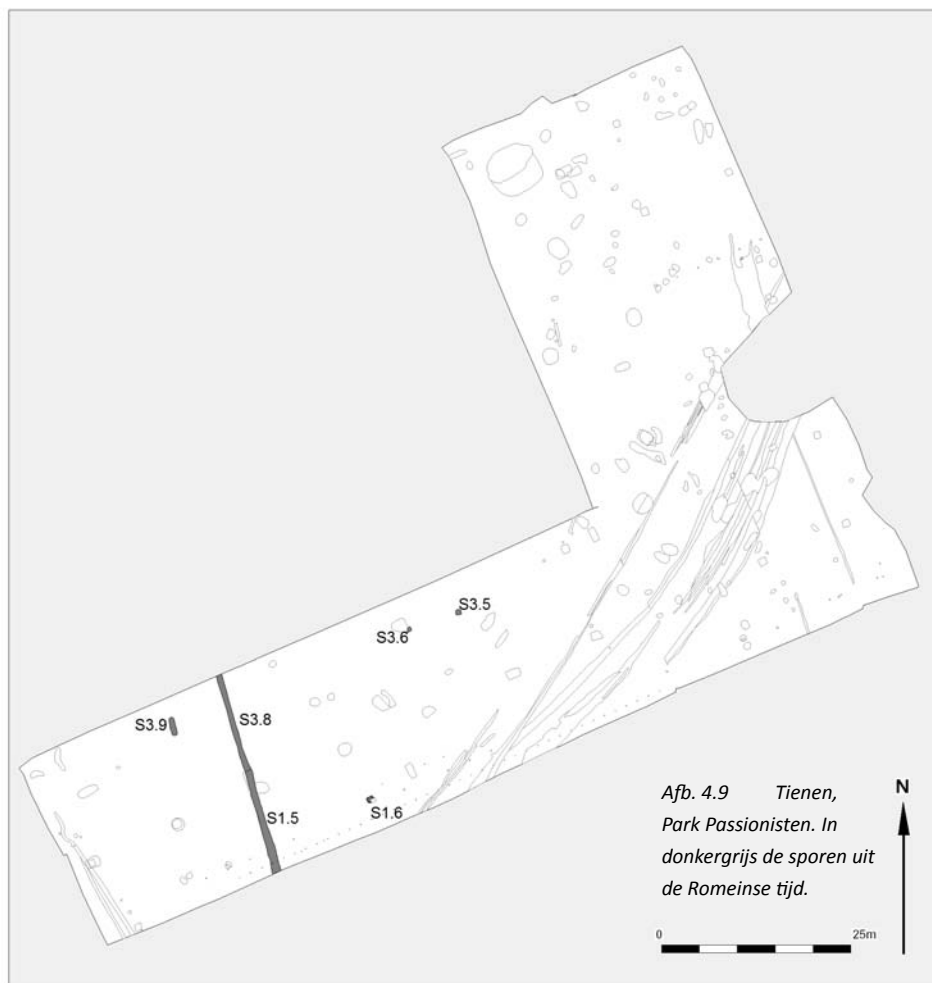 S3.5
S3.6
S3.9
S3.8
S1.5
S1.6
Afb. 4.9 Tienen,
Park Passionisten. In
donkergrijs de sporen uit
de Romeinse tijd.
N
0 25m